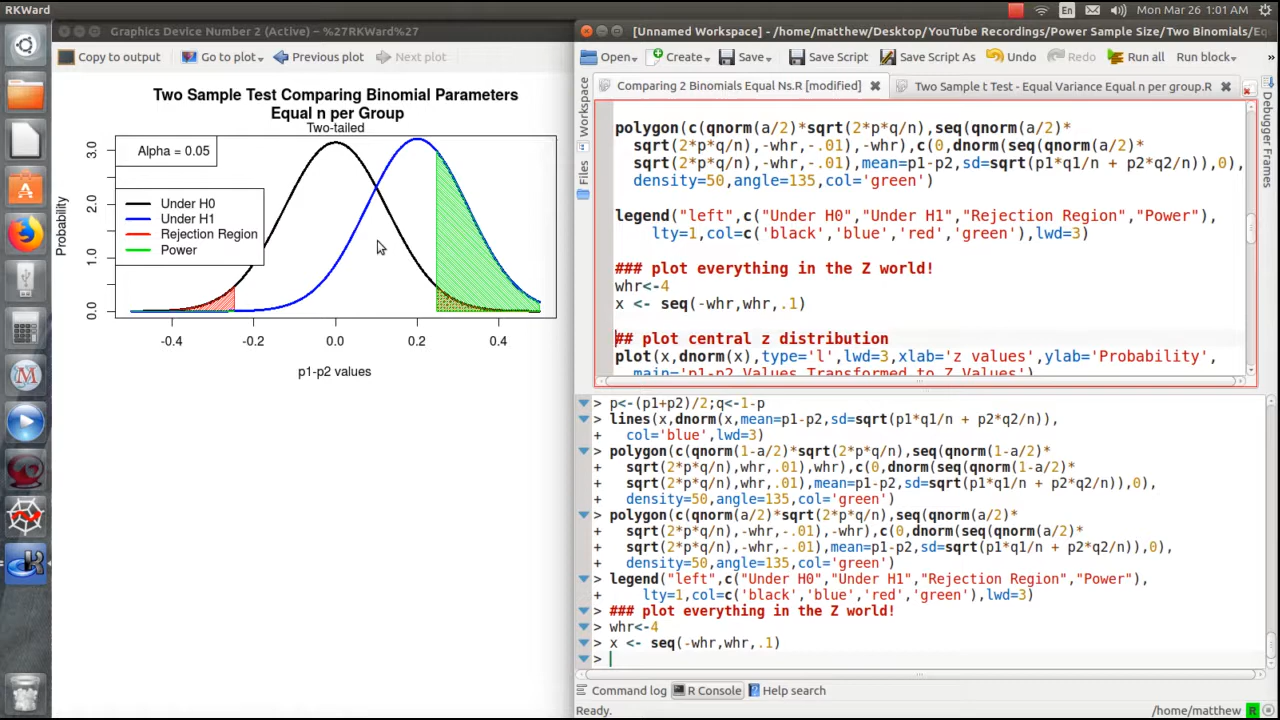 RKWard
En
Mon Mar 26 1:01 AM
Graphics Device Number 2 (Active) – %27RKWard%27
[Unnamed Workspace] - /home/matthew/Desktop/YouTube Recordings/Power Sample Size/Two Binomials/Eq
Copy to output
Go to plot
Previous plot
Next plot
Open
Create
Save
Save Script
Save Script As
Undo
Redo
Run all
Run block
»
Workspace
Files
Debugger Frames
Comparing 2 Binomials Equal Ns.R [modified]
Two Sample t Test - Equal Variance Equal n per group.R
Two Sample Test Comparing Binomial Parameters
Equal n per Group
Two-tailed
Alpha = 0.05
Under H0
Under H1
Rejection Region
Power
Probability
3.0
2.0
1.0
0.0
-0.4
-0.2
0.0
0.2
0.4
p1-p2 values
polygon(c(qnorm(a/2)*sqrt(2*p*q/n),seq(qnorm(a/2)*
sqrt(2*p*q/n),-whr,-.01),-whr),c(0,dnorm(seq(qnorm(a/2)*
sqrt(2*p*q/n),-whr,-.01),mean=p1-p2,sd=sqrt(p1*q1/n + p2*q2/n)),0),
density=50,angle=135,col='green')
legend("left",c("Under H0","Under H1","Rejection Region","Power"),
lty=1,col=c('black','blue','red','green'),lwd=3)
### plot everything in the Z world!
whr<-4
x <- seq(-whr,whr,.1)
## plot central z distribution
plot(x,dnorm(x),type='l',lwd=3,xlab='z values',ylab='Probability',
main='p1-p2 Values Transformed to Z Values')
> p<-(p1+p2)/2;q<-1-p
> lines(x,dnorm(x,mean=p1-p2,sd=sqrt(p1*q1/n + p2*q2/n)),
+ col='blue',lwd=3)
> polygon(c(qnorm(1-a/2)*sqrt(2*p*q/n),seq(qnorm(1-a/2)*
+ sqrt(2*p*q/n),whr,.01),whr),c(0,dnorm(seq(qnorm(1-a/2)*
+ sqrt(2*p*q/n),whr,.01),mean=p1-p2,sd=sqrt(p1*q1/n + p2*q2/n)),0),
+ density=50,angle=135,col='green')
> polygon(c(qnorm(a/2)*sqrt(2*p*q/n),seq(qnorm(a/2)*
+ sqrt(2*p*q/n),-whr,-.01),-whr),c(0,dnorm(seq(qnorm(a/2)*
+ sqrt(2*p*q/n),-whr,-.01),mean=p1-p2,sd=sqrt(p1*q1/n + p2*q2/n)),0),
+ density=50,angle=135,col='green')
> legend("left",c("Under H0","Under H1","Rejection Region","Power"),
+ lty=1,col=c('black','blue','red','green'),lwd=3)
> ### plot everything in the Z world!
> whr<-4
> x <- seq(-whr,whr,.1)
>
Command log
R Console
Help search
Ready.
/home/matthew
R